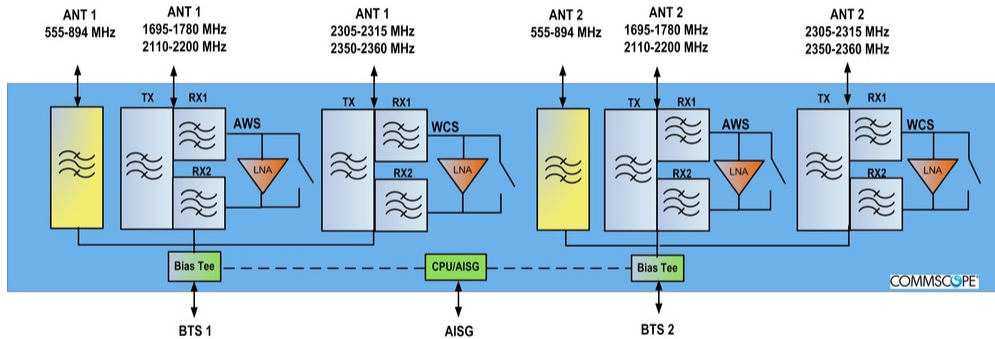 ANT 1
555-894 MHz
ANT 1
1695-1780 MHz
2110-2200 MHz
ANT 1
2305-2315 MHz
2350-2360 MHz
ANT 2
555-894 MHz
ANT 2
1695-1780 MHz
2110-2200 MHz
ANT 2
2305-2315 MHz
2350-2360 MHz
TX
RX1
AWS
LNA
RX2
TX
RX1
WCS
LNA
RX2
TX
RX1
AWS
LNA
RX2
TX
RX1
WCS
LNA
RX2
Bias Tee
CPU/AISG
Bias Tee
COMMSCOPE®
BTS 1
AISG
BTS 2